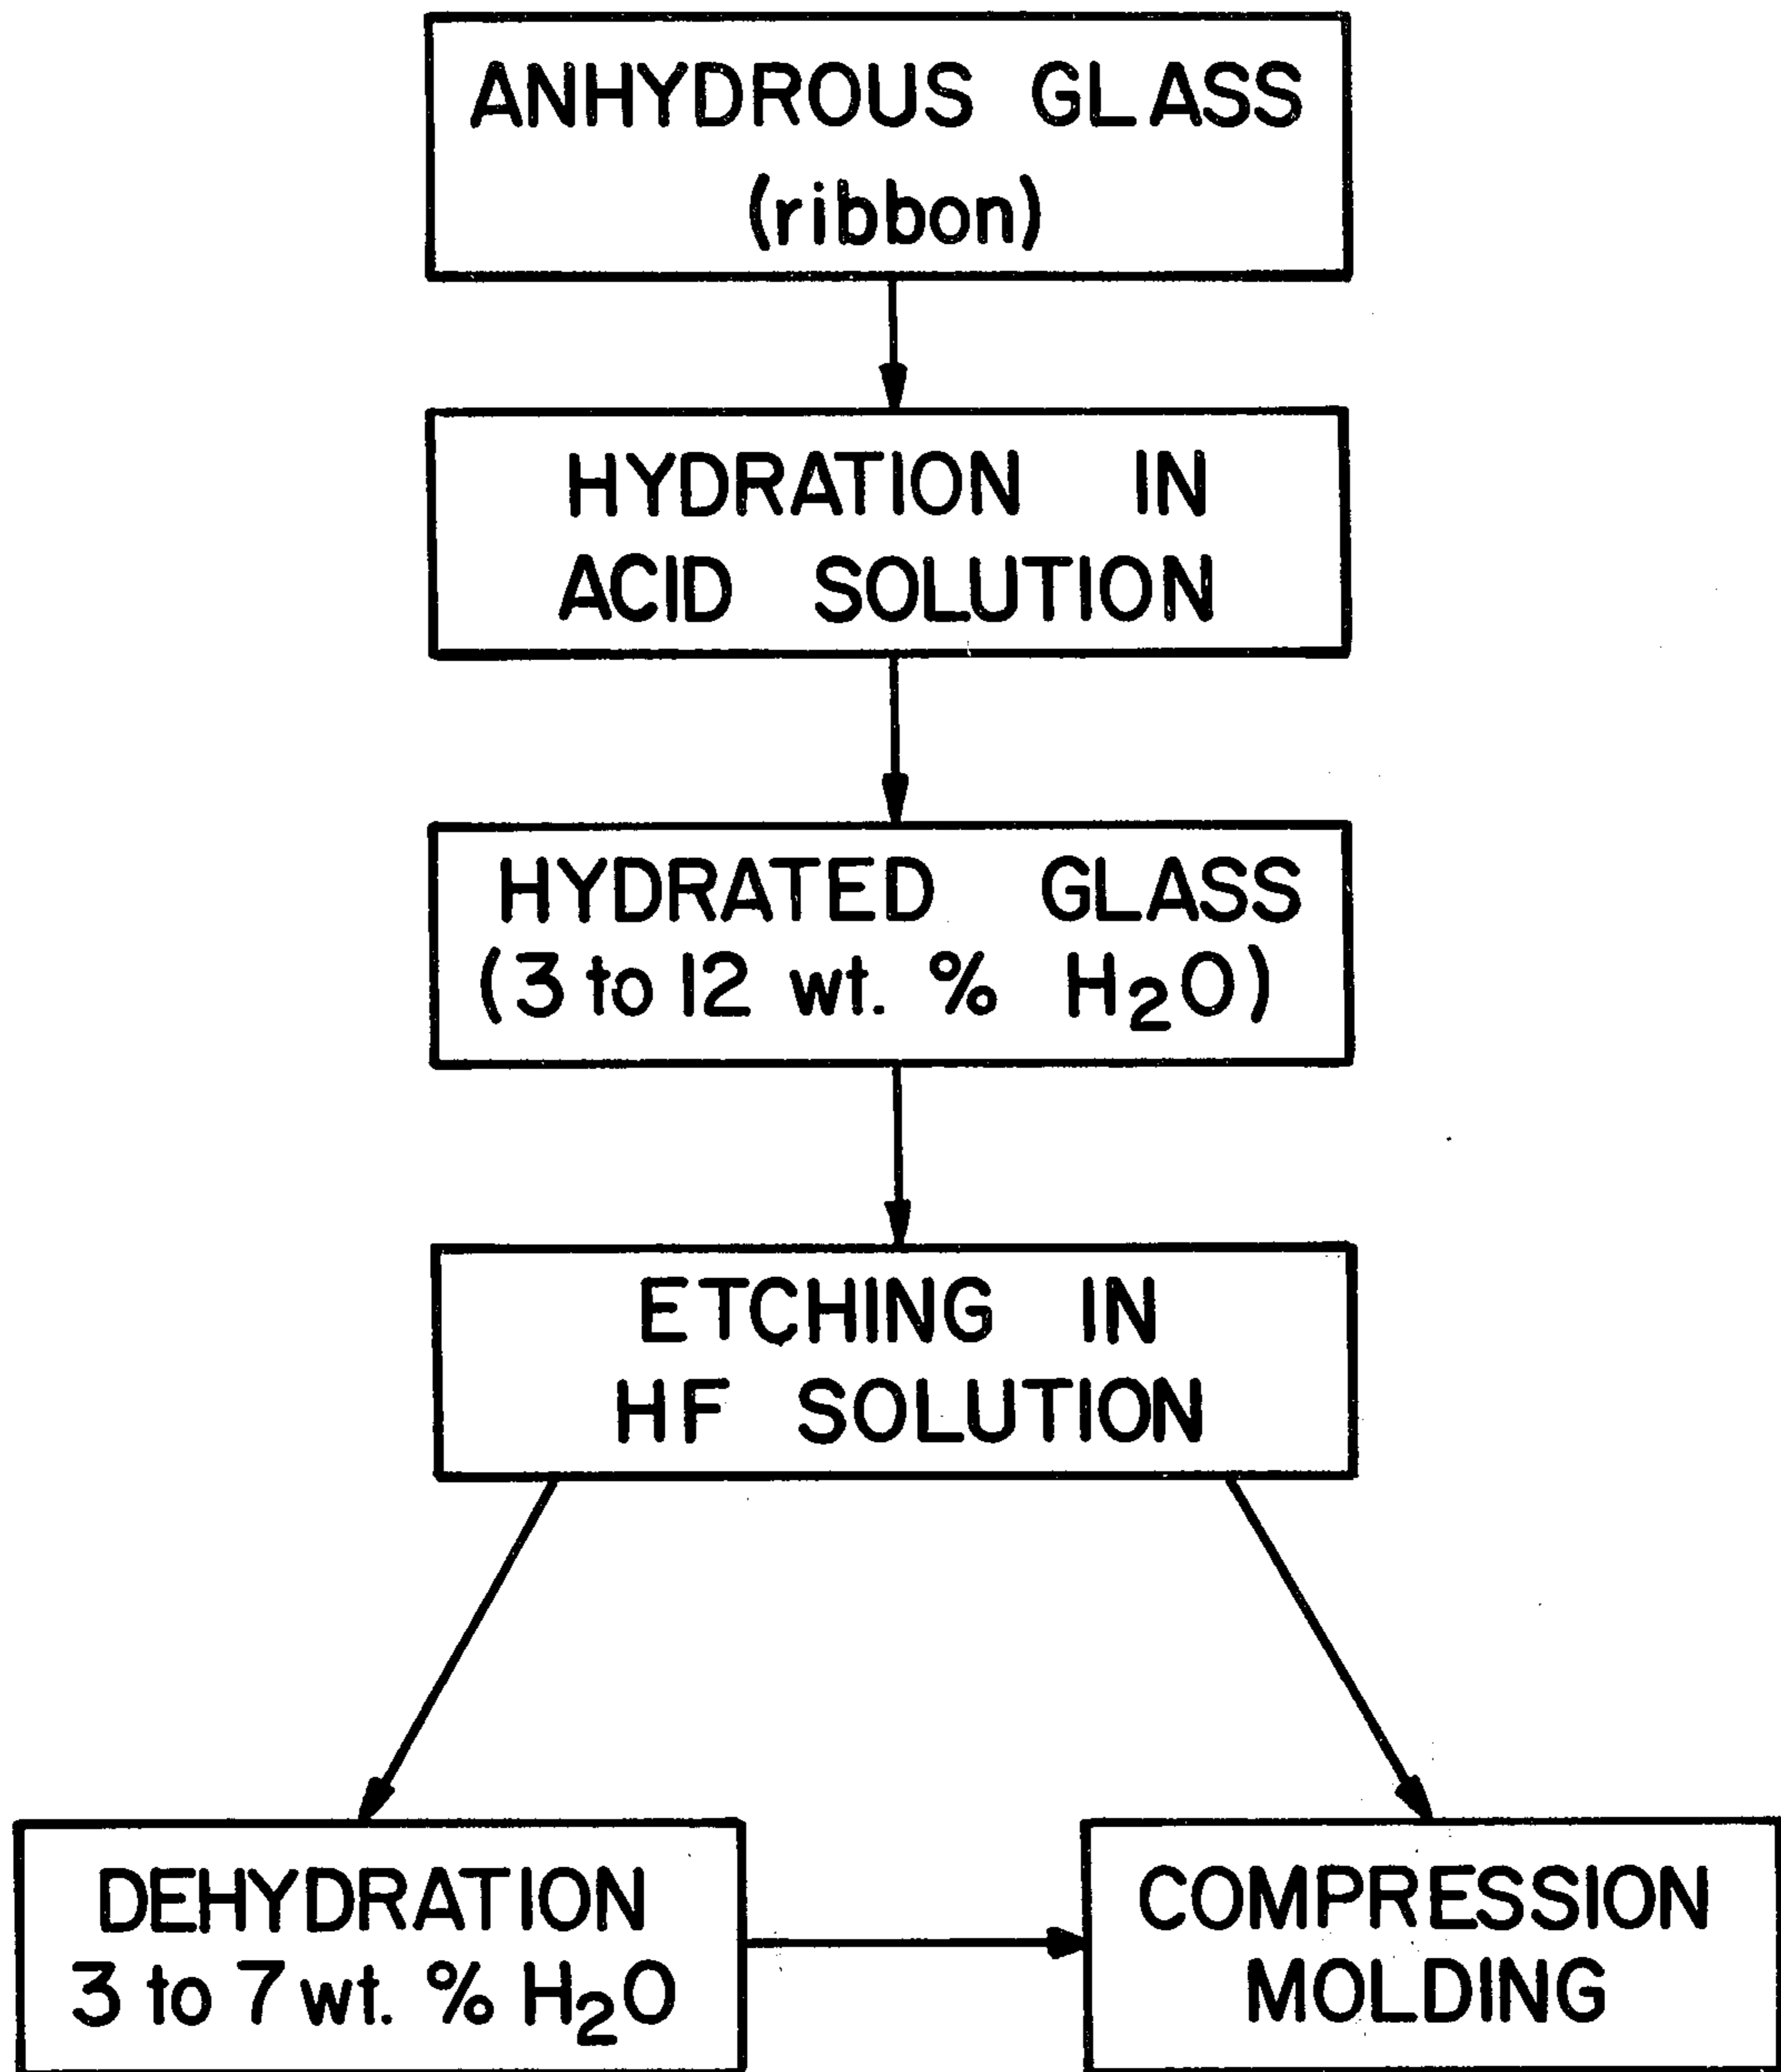 ANHYDROUS GLASS
(ribbon)
HYDRATION IN
ACID SOLUTION
HYDRATED GLASS
(3 to 12 wt. % H₂O)
ETCHING IN
HF SOLUTION
DEHYDRATION
3 to 7 wt. % H₂O
COMPRESSION
MOLDING